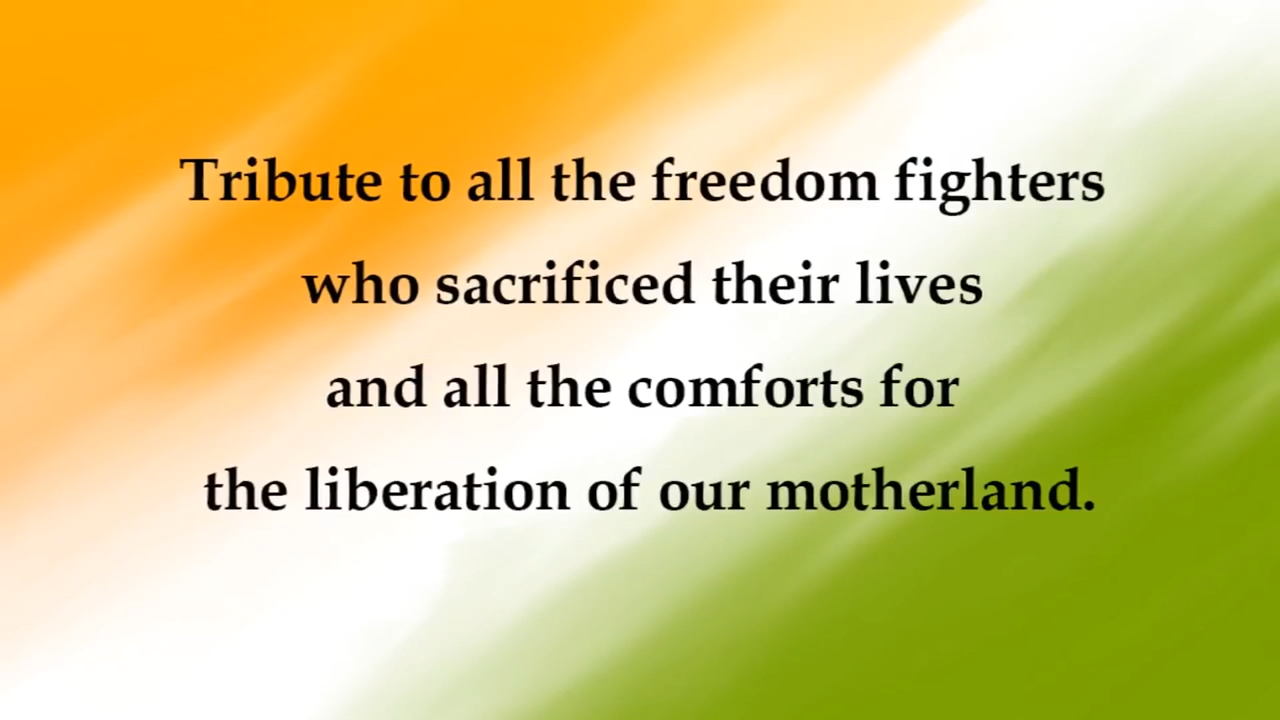 Tribute to all the freedom fighters
who sacrificed their lives
and all the comforts for
the liberation of our motherland.